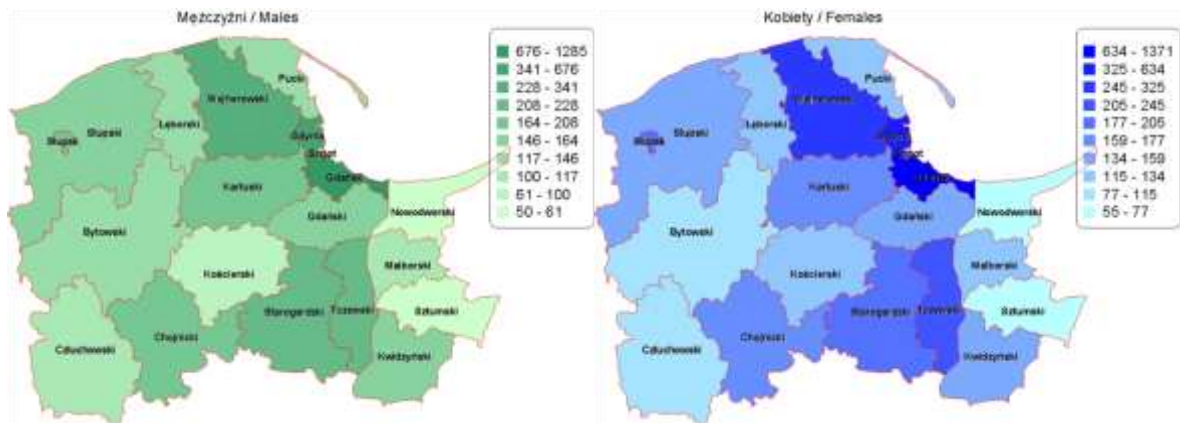 Mężczyźni / Males
676 - 1285
341 - 676
228 - 341
208 - 228
164 - 208
146 - 164
117 - 146
100 - 117
61 - 100
50 - 61
Pucki
Wejherowski
Lęborski
Słupski
Słupsk
Gdynia
Sopot
Gdańsk
Kartuski
Gdański
Nowodworski
Bytowski
Kościerski
Malborski
Starogardzki
Tczewski
Sztumski
Chojnicki
Człuchowski
Kwidzyński
Kobiety / Females
634 - 1371
325 - 634
245 - 325
205 - 245
177 - 205
159 - 177
134 - 159
115 - 134
77 - 115
55 - 77
Pucki
Wejherowski
Lęborski
Słupski
Słupsk
Kartuski
Gdański
Nowodworski
Bytowski
Kościerski
Malborski
Starogardzki
Tczewski
Sztumski
Chojnicki
Człuchowski
Kwidzyński